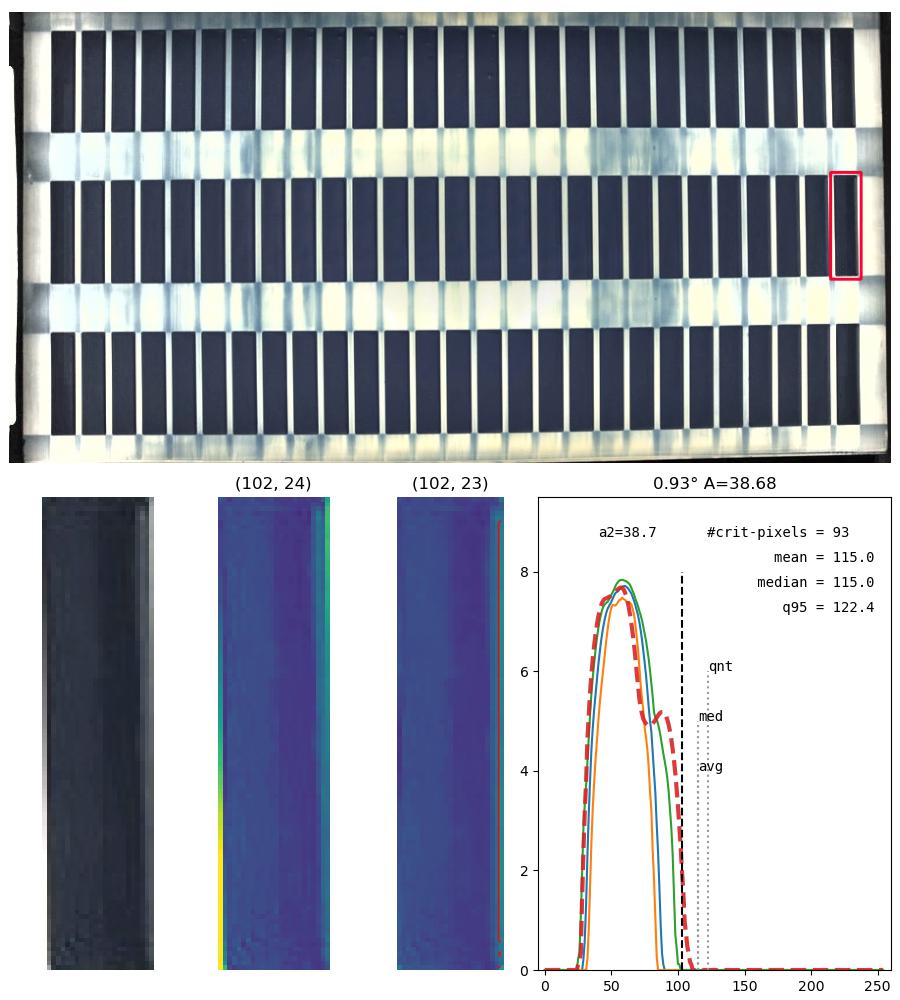 (102, 24)
(102, 23)
0.93° A=38.68
a2=38.7
#crit-pixels = 93
mean = 115.0
median = 115.0
q95 = 122.4
qnt
med
avg
8
6
4
2
0
0 50 100 150 200 250